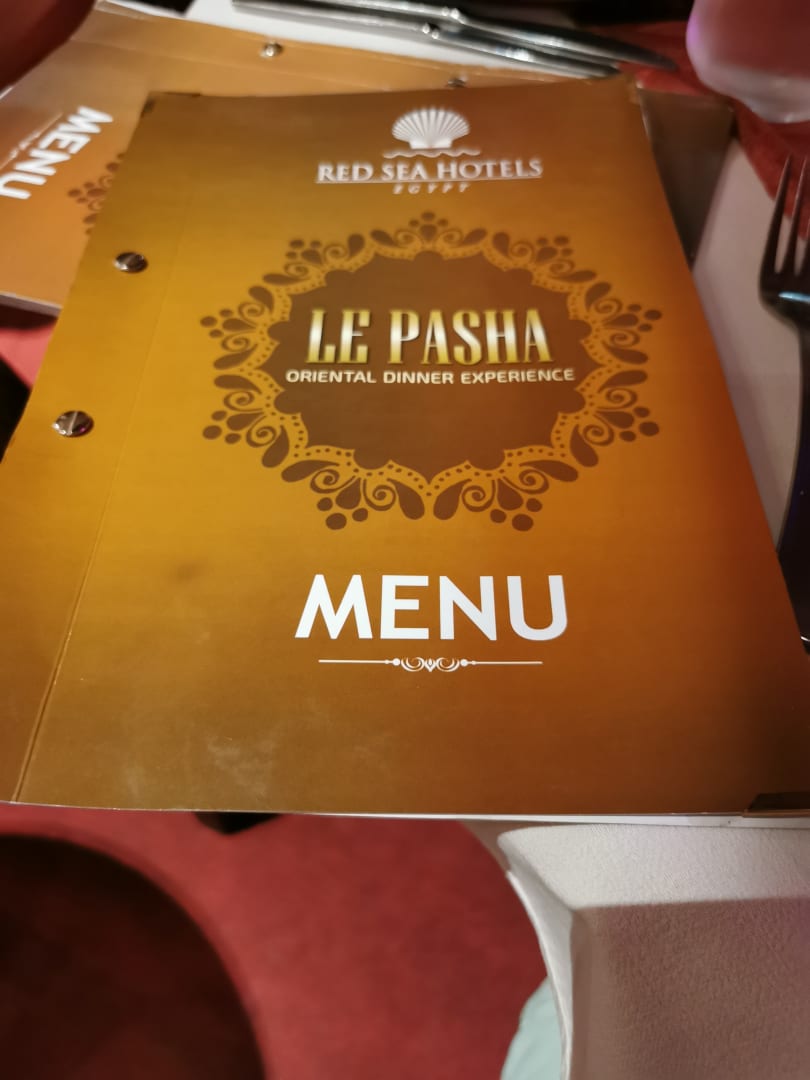 RED SEA HOTELS
EGYPT
LE PASHA
ORIENTAL DINNER EXPERIENCE
MENU
MENU